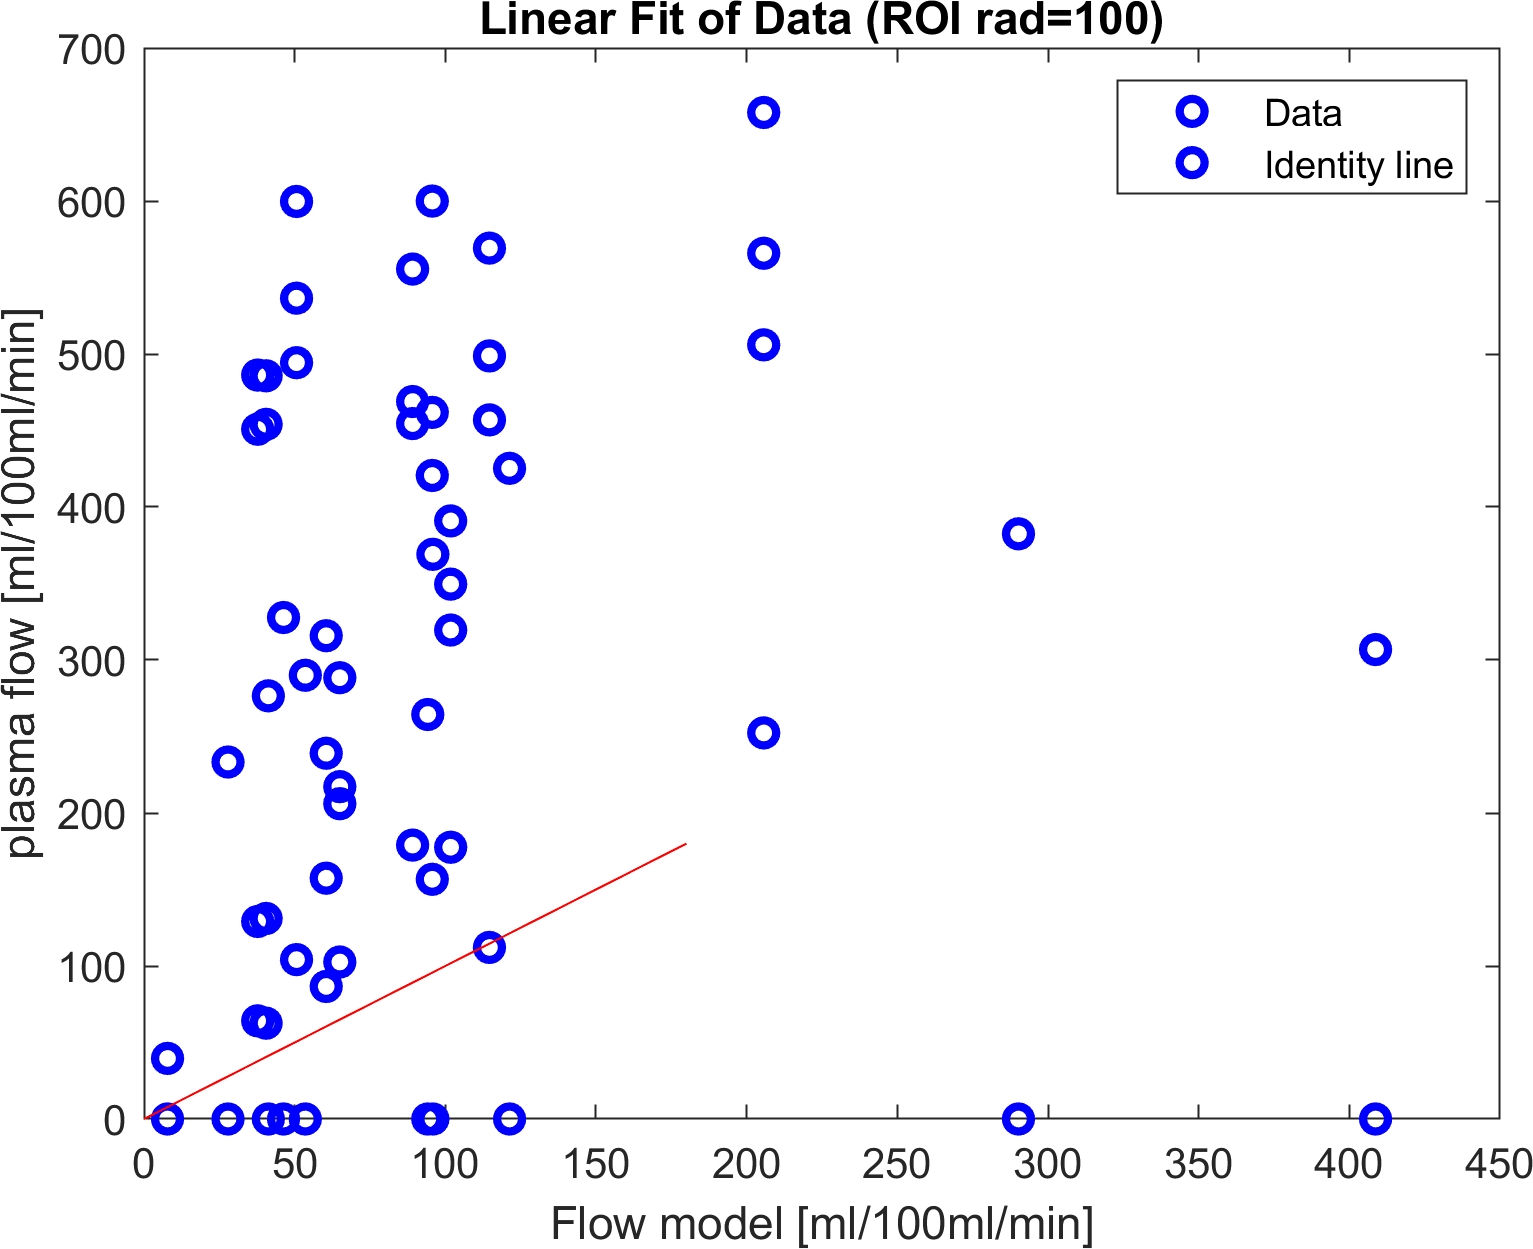 Linear Fit of Data (ROI rad=100)
700
600
500
400
300
200
100
0
plasma flow [ml/100ml/min]
Data
Identity line
0 50 100 150 200 250 300 350 400 450
Flow model [ml/100ml/min]